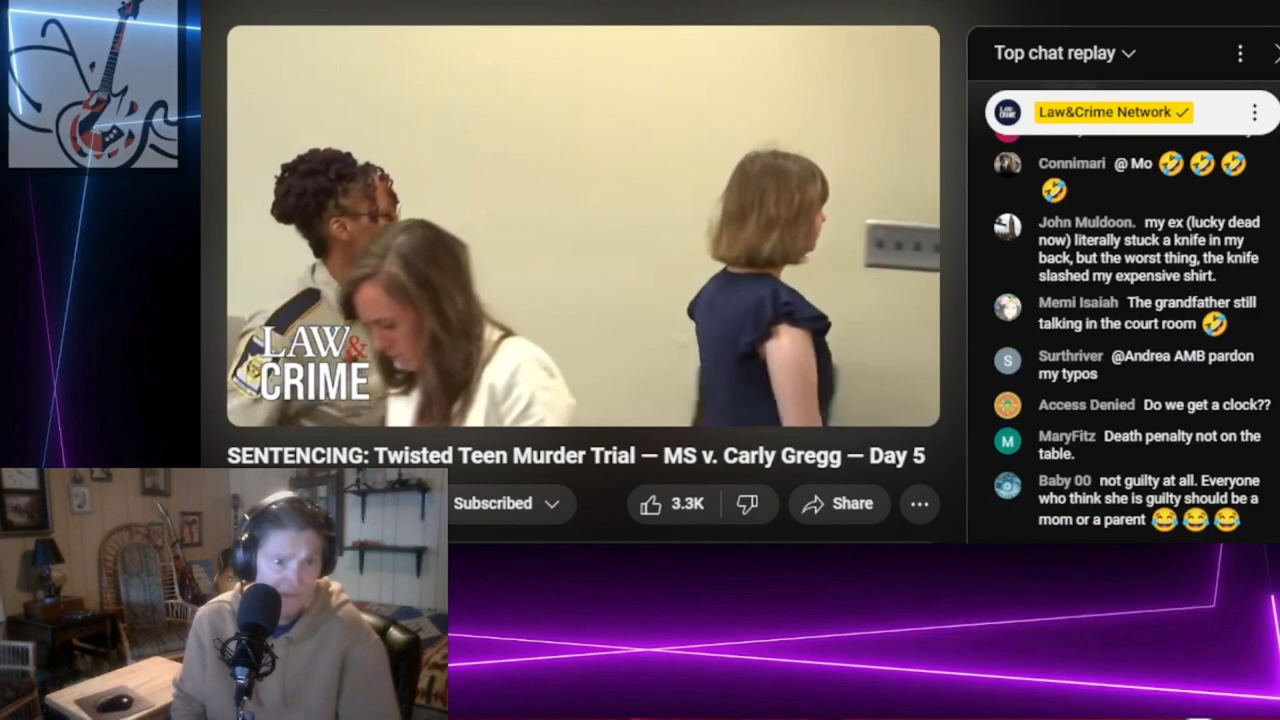 Top chat replay
Law&Crime Network
Connimari @ Mo 🤣 🤣 🤣
🤣
John Muldoon. my ex (lucky dead
now) literally stuck a knife in my
back, but the worst thing, the knife
slashed my expensive shirt.
Memi Isaiah The grandfather still
talking in the court room 🤣
S
Surthriver @Andrea AMB pardon
my typos
Access Denied Do we get a clock??
M
MaryFitz Death penalty not on the
table.
Baby 00 not guilty at all. Everyone
who think she is guilty should be a
mom or a parent 😂 😂 😂
LAW&
CRIME
SENTENCING: Twisted Teen Murder Trial — MS v. Carly Gregg — Day 5
Subscribed
3.3K
Share